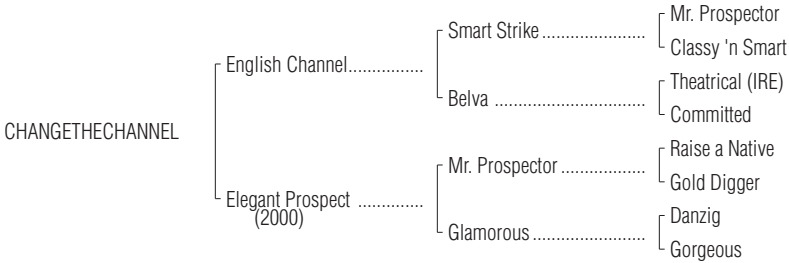 Mr. Prospector
Smart Strike ......................
Classy 'n Smart
English Channel................
Theatrical (IRE)
Belva ................................
Committed
CHANGETHECHANNEL
Raise a Native
Mr. Prospector ..................
Gold Digger
Elegant Prospect ..............
(2000)
Danzig
Glamorous........................
Gorgeous